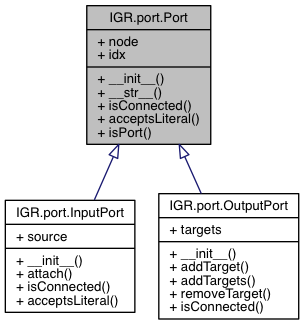 IGR.port.Port
+ node
+ idx
+ __init__()
+ __str__()
+ isConnected()
+ acceptsLiteral()
+ isPort()
IGR.port.InputPort
+ source
+ __init__()
+ attach()
+ isConnected()
+ acceptsLiteral()
IGR.port.OutputPort
+ targets
+ __init__()
+ addTarget()
+ addTargets()
+ removeTarget()
+ isConnected()